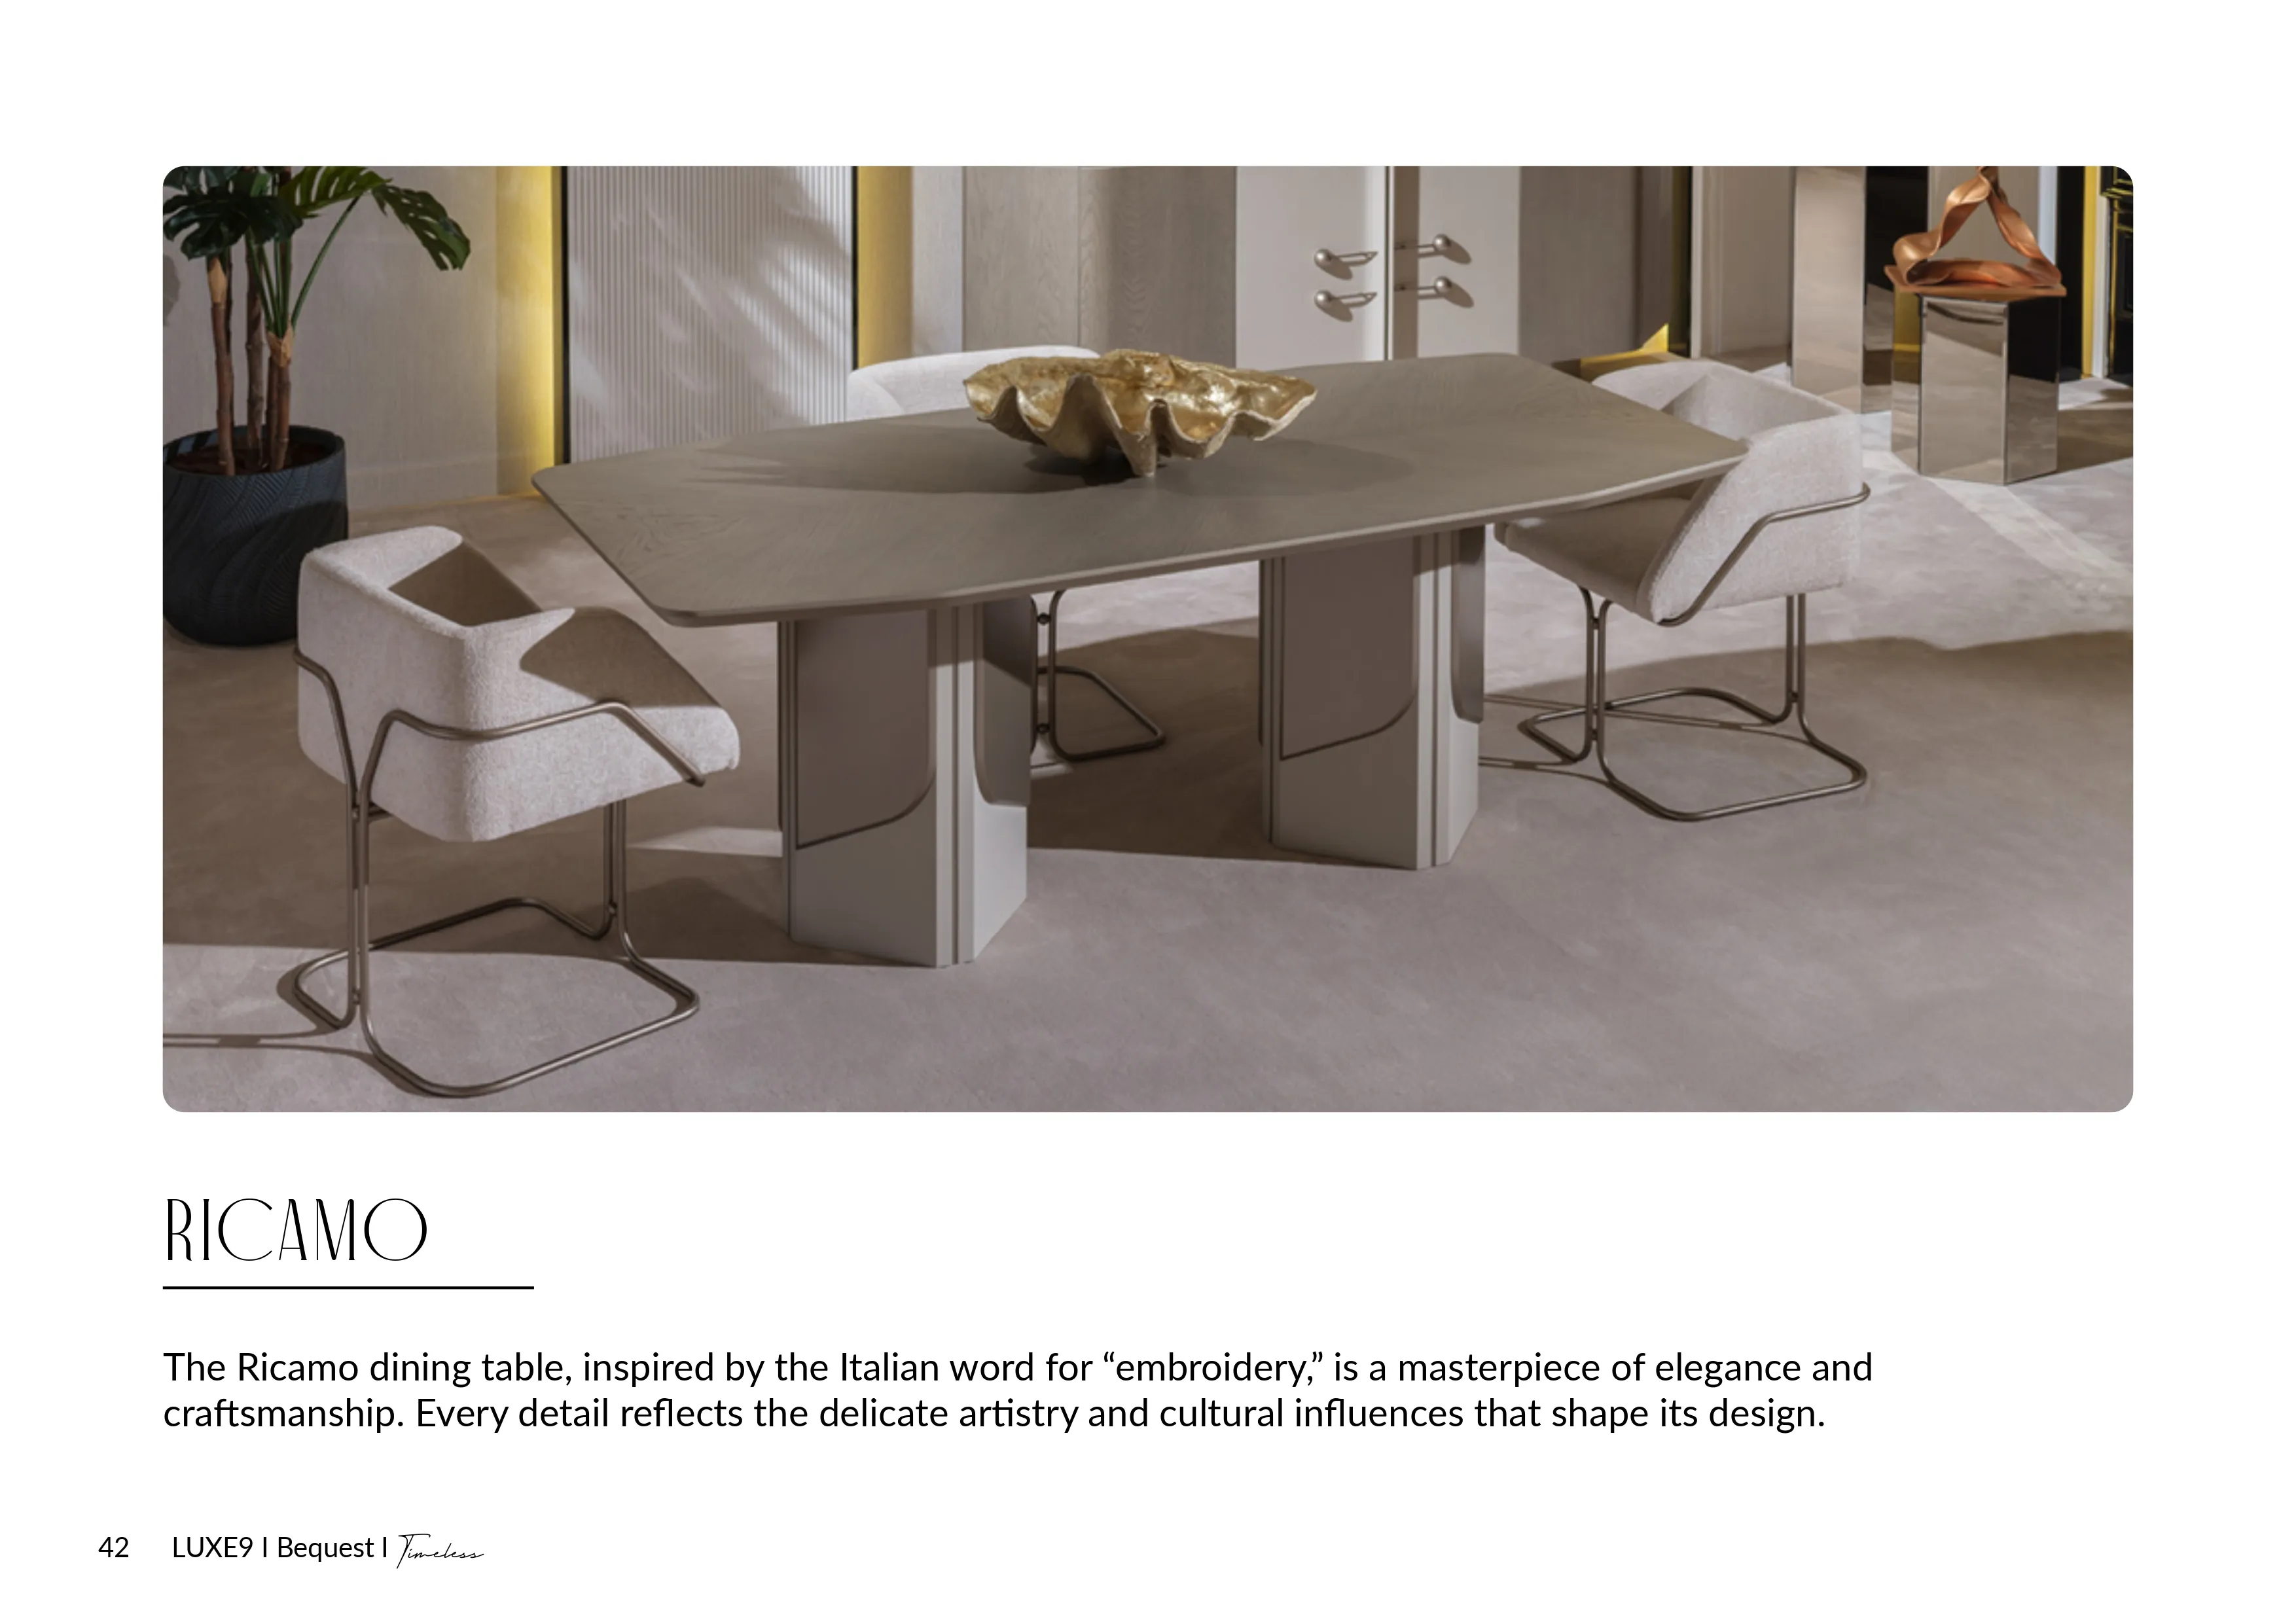 RICAMO
The Ricamo dining table, inspired by the Italian word for “embroidery,” is a masterpiece of elegance and
craftsmanship. Every detail reflects the delicate artistry and cultural influences that shape its design.
42 LUXE9 I Bequest I Timeless